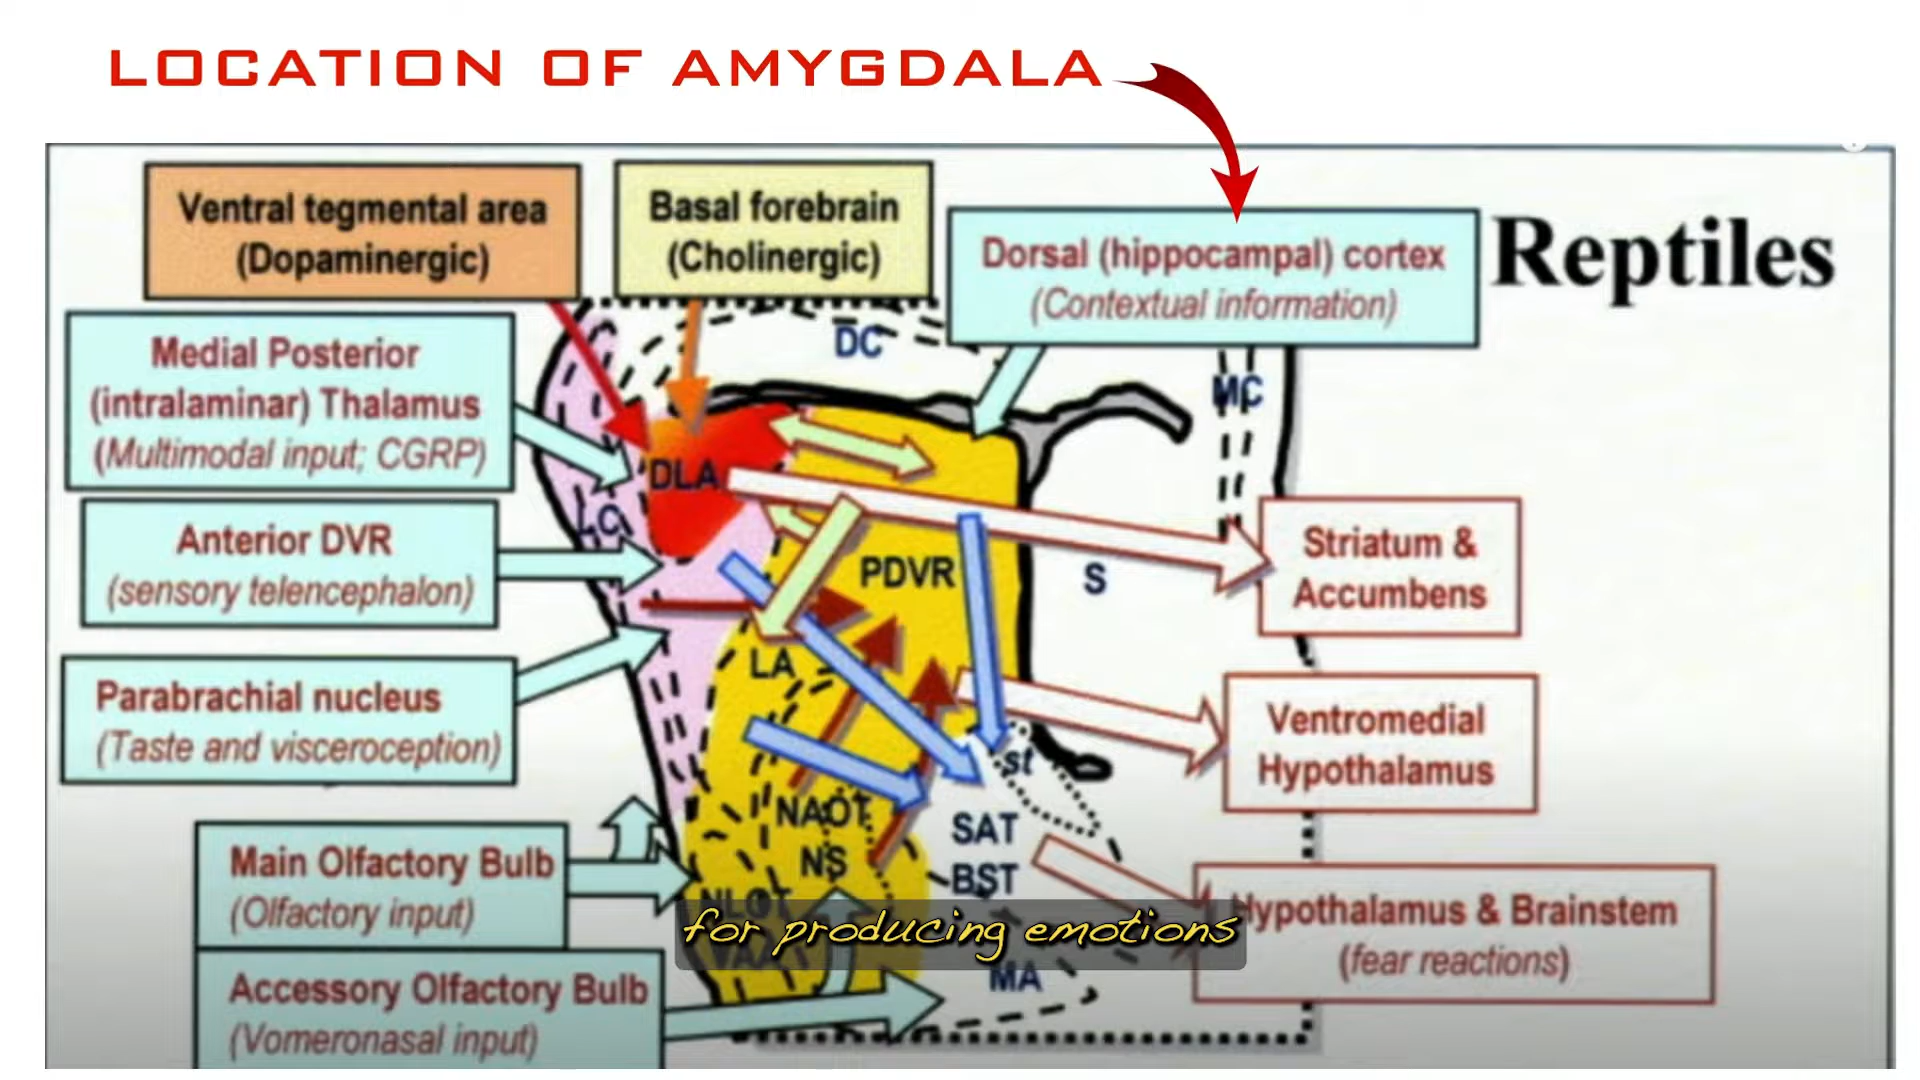 LOCATION OF AMYGDALA
Ventral tegmental area
(Dopaminergic)
Basal forebrain
(Cholinergic)
Dorsal (hippocampal) cortex
(Contextual information)
Reptiles
Medial Posterior
(intralaminar) Thalamus
(Multimodal input; CGRP)
DC
MC
DLA
LC
Anterior DVR
(sensory telencephalon)
PDVR
S
Striatum &
Accumbens
LA
Parabrachial nucleus
(Taste and visceroception)
Ventromedial
Hypothalamus
st
NAOT
SAT
NS
BST
Main Olfactory Bulb
(Olfactory input)
NLOT
for producing emotions
Hypothalamus & Brainstem
(fear reactions)
MA
Accessory Olfactory Bulb
(Vomeronasal input)